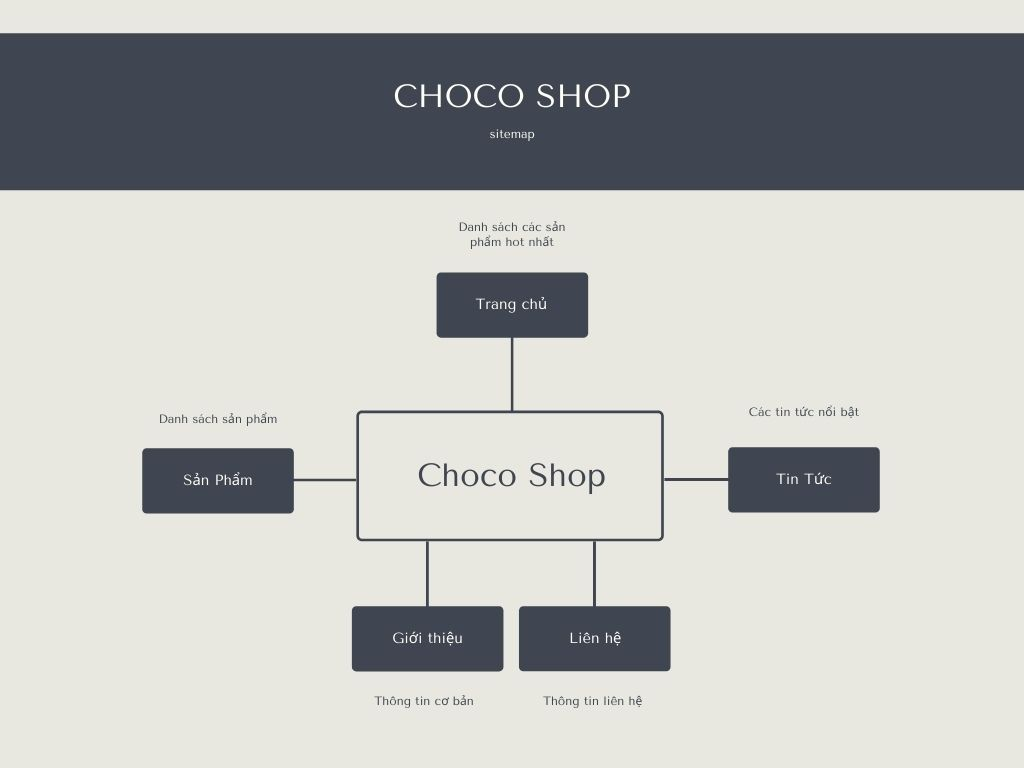 CHOCO SHOP
sitemap
Danh sách các sản
phẩm hot nhất
Trang chủ
Danh sách sản phẩm
Các tin tức nổi bật
Sản Phẩm
Choco Shop
Tin Tức
Giới thiệu
Liên hệ
Thông tin cơ bản
Thông tin liên hệ